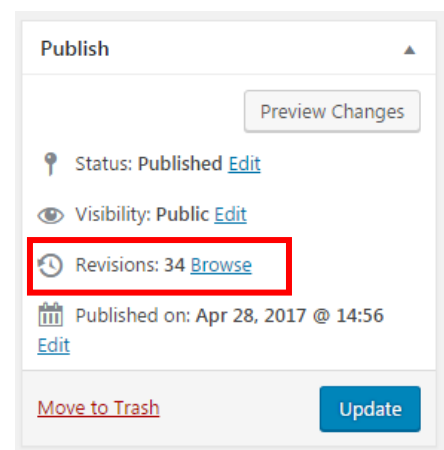 Publish
Preview Changes
Status: Published Edit
Visibility: Public Edit
Revisions: 34 Browse
Published on: Apr 28, 2017 @ 14:56
Edit
Move to Trash Update